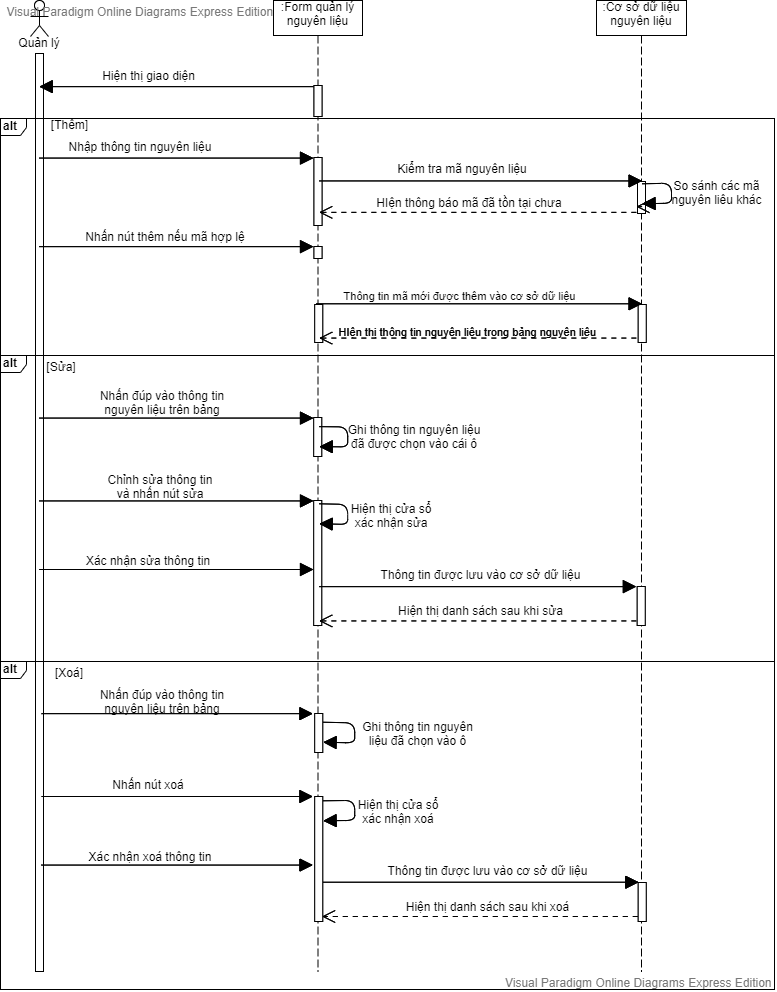 Visual Paradigm Online Diagrams Express Edition
:Form quản lý
nguyên liệu
:Cơ sở dữ liệu
nguyên liệu
Quản lý
Hiện thị giao diện
alt
[Thêm]
Nhập thông tin nguyên liệu
Kiểm tra mã nguyên liệu
So sánh các mã
nguyên liêu khác
HIện thông báo mã đã tồn tại chưa
Nhấn nút thêm nếu mã hợp lệ
Thông tin mã mới được thêm vào cơ sở dữ liệu
HIện thị thông tin nguyên liệu trong bảng nguyên liệu
alt
[Sửa]
Nhấn đúp vào thông tin
nguyên liệu trên bảng
Ghi thông tin nguyên liệu
đã được chọn vào cái ô
Chỉnh sửa thông tin
và nhấn nút sửa
Hiện thị cửa sổ
xác nhận sửa
Xác nhận sửa thông tin
Thông tin được lưu vào cơ sở dữ liệu
Hiện thị danh sách sau khi sửa
alt
[Xoá]
Nhấn đúp vào thông tin
nguyên liệu trên bảng
Ghi thông tin nguyên
liệu đã chọn vào ô
Nhấn nút xoá
Hiện thị cửa sổ
xác nhận xoá
Xác nhận xoá thông tin
Thông tin được lưu vào cơ sở dữ liệu
Hiện thị danh sách sau khi xoá
Visual Paradigm Online Diagrams Express Edition